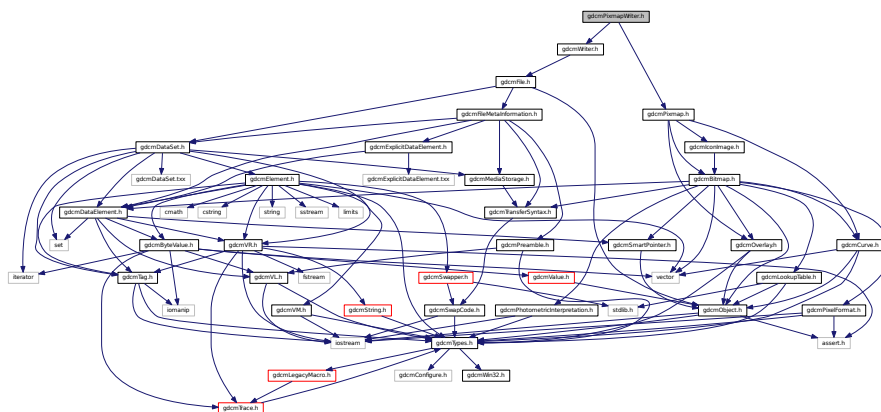 gdcmPixmapWriter.h
gdcmWriter.h
gdcmFile.h
gdcmFileMetaInformation.h
gdcmPixmap.h
gdcmDataSet.h
gdcmExplicitDataElement.h
gdcmIconImage.h
gdcmDataSet.txx
gdcmElement.h
gdcmExplicitDataElement.txx
gdcmMediaStorage.h
gdcmBitmap.h
gdcmDataElement.h
cmath
cstring
string
sstream
limits
gdcmTransferSyntax.h
set
gdcmByteValue.h
gdcmVR.h
gdcmPreamble.h
gdcmSmartPointer.h
gdcmOverlay.h
gdcmCurve.h
iterator
gdcmTag.h
gdcmVL.h
fstream
gdcmSwapper.h
gdcmValue.h
vector
gdcmLookupTable.h
iomanip
gdcmVM.h
gdcmString.h
gdcmSwapCode.h
gdcmPhotometricInterpretation.h
stdlib.h
gdcmObject.h
gdcmPixelFormat.h
iostream
gdcmTypes.h
assert.h
gdcmLegacyMacro.h
gdcmConfigure.h
gdcmWin32.h
gdcmTrace.h